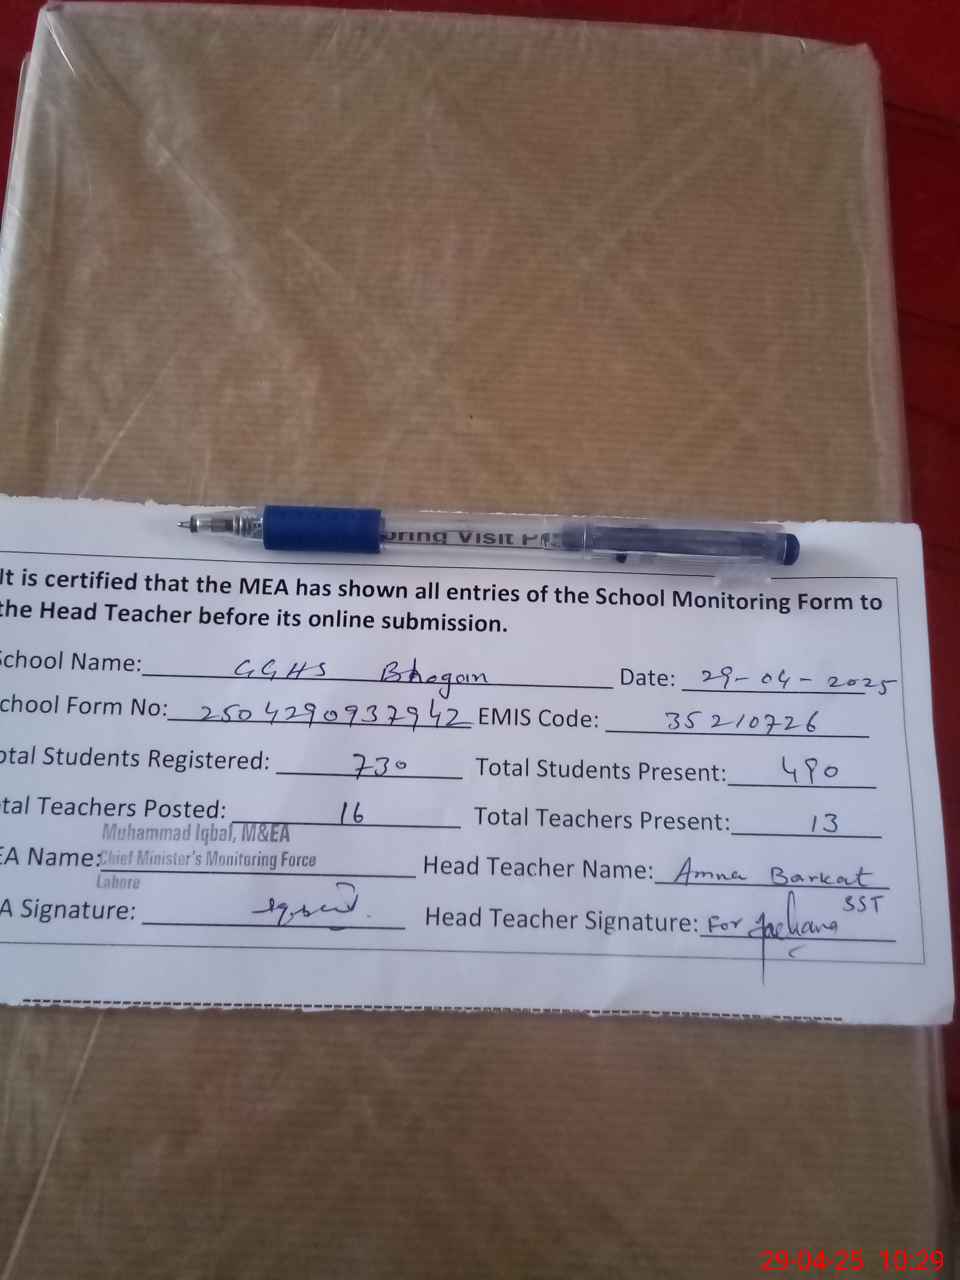 oring Visit P
It is certified that the MEA has shown all entries of the School Monitoring Form to
the Head Teacher before its online submission.
School Name: GGHS Bhogan Date: 29-04-2025
chool Form No: 250429093794 2 EMIS Code: 35210726
otal Students Registered: 730 Total Students Present: 490
tal Teachers Posted: 16 Total Teachers Present: 13
Muhammad Iqbal, M&EA
EA Name: Chief Minister's Monitoring Force Head Teacher Name: Amna Barkat
Lahore
A Signature: Head Teacher Signature: For SST
29-04-25 10:29